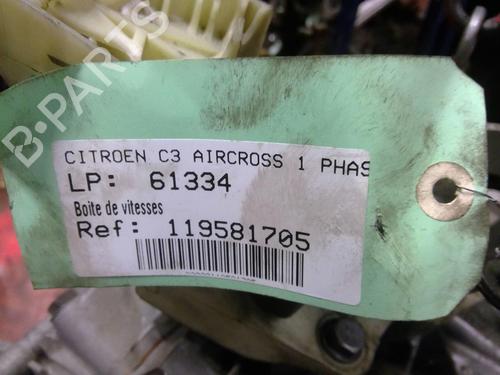 B-PARTS
CITROEN C3 AIRCROSS 1 PHAS
LP: 61334
Boite de vitesses
Ref: 119581705